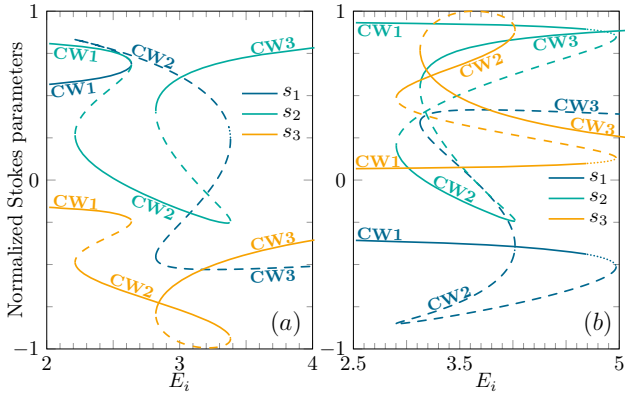 Normalized Stokes parameters
1
0
−1
CW1
CW2
CW3
CW1
s₁
s₂
s₃
CW1
CW2
CW3
CW2
CW3
(a)
2
3
4
E_i
CW1
CW3
CW2
CW3
CW3
CW1
CW2
s₁
s₂
s₃
CW1
CW2
(b)
2.5
3.5
5
E_i